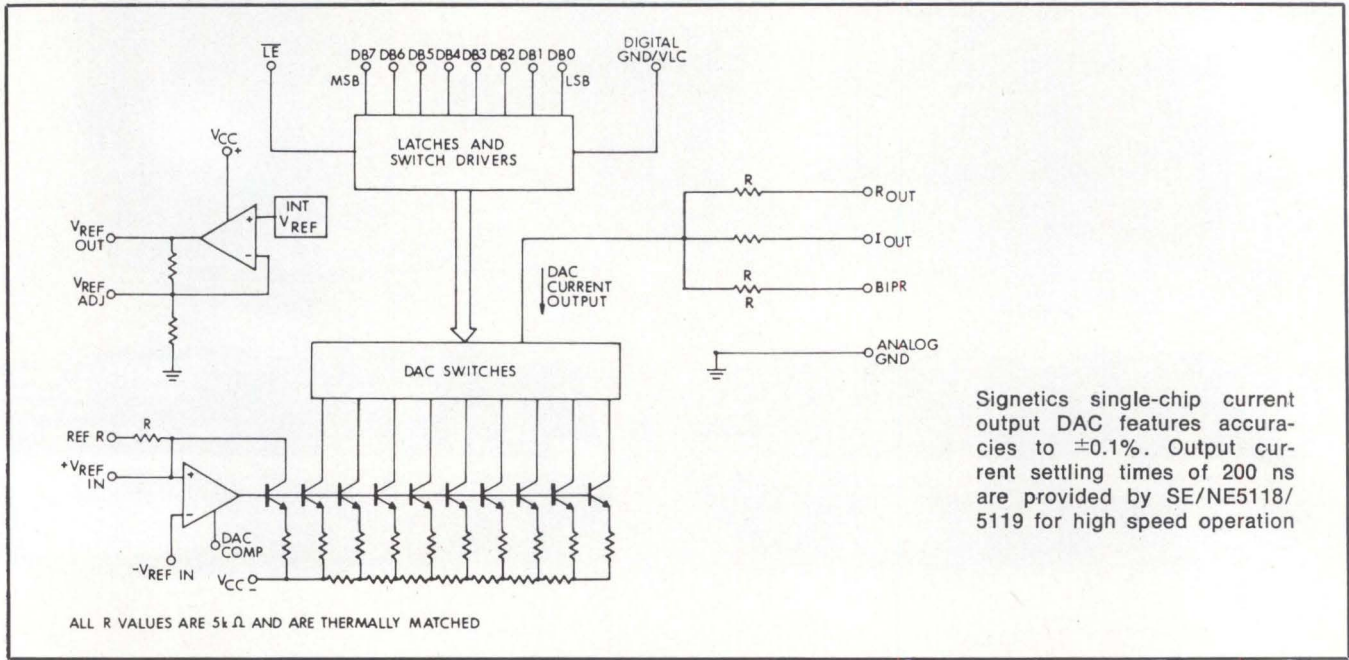 LE
DB7 DB6 DB5 DB4 DB3 DB2 DB1 DB0
MSB
LSB
DIGITAL
GND/VLC
LATCHES AND
SWITCH DRIVERS
VCC
+
INT
VREF
+
-
VREF
OUT
VREF
ADJ
R
ROUT
IOUT
R
R
BIPR
DAC
CURRENT
OUTPUT
ANALOG
GND
DAC SWITCHES
REF R
R
+VREF
IN
+
-
DAC
COMP
-VREF IN
VCC
-
ALL R VALUES ARE 5kΩ AND ARE THERMALLY MATCHED
Signetics single-chip current
output DAC features accura-
cies to ±0.1%. Output cur-
rent settling times of 200 ns
are provided by SE/NE5118/
5119 for high speed operation